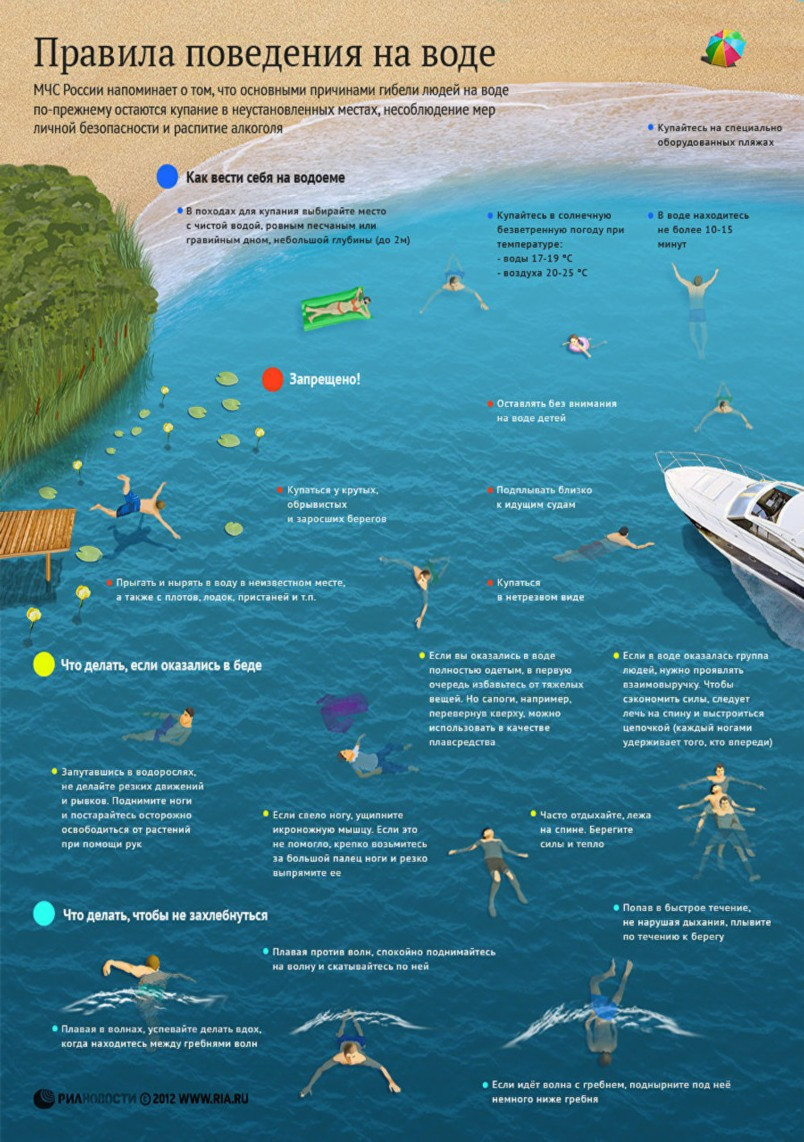 Правила поведения на воде
МЧС России напоминает о том, что основными причинами гибели людей на воде
по-прежнему остаются купание в неустановленных местах, несоблюдение мер
личной безопасности и распитие алкоголя
Купайтесь на специально
оборудованых пляжах
Как вести себя на водоеме
В походах для купания выбирайте место
с чистой водой, ровным песчаным или
гравийным дном, небольшой глубины (до 2м)
Купайтесь в солнечную
безветренную погоду при
температуре:
- воды 17-19 °C
- воздуха 20-25 °C
В воде находитесь
не более 10-15
минут
Запрещено!
Оставлять без внимания
на воде детей
Купаться у крутых,
обрывистых
и заросших берегов
Подплывать близко
к идущим судам
Прыгать и нырять в воду в неизвестном месте,
а также с плотов, лодок, пристаней и т.п.
Купаться
в нетрезвом виде
Что делать, если оказались в беде
Если вы оказались в воде
полностью одетым, в первую
очередь избавьтесь от тяжелых
вещей. Но сапоги, например,
перевернув кверху, можно
использовать в качестве
плавсредства
Если в воде оказалась группа
людей, нужно проявлять
взаимовыручку. Чтобы
сэкономить силы, следует
лечь на спину и выстроиться
цепочкой (каждый ногами
удерживает того, кто впереди)
Запутавшись в водорослях,
не делайте резких движений
и рывков. Поднимите ноги
и постарайтесь осторожно
освободиться от растений
при помощи рук
Если свело ногу, ущипните
икроножную мышцу. Если это
не помогло, крепко возьмитесь
за большой палец ноги и резко
выпрямите ее
Часто отдыхайте, лежа
на спине. Берегите
силы и тепло
Что делать, чтобы не захлебнуться
Попав в быстрое течение,
не нарушая дыхания, плывите
по течению к берегу
Плавая против волн, спокойно поднимайтесь
на волну и скатывайтесь по ней
Плавая в волнах, успевайте делать вдох,
когда находитесь между гребнями волн
Если идёт волна с гребнем, поднырните под неё
немного ниже гребня
РИАНОВОСТИ © 2012 WWW.RIA.RU